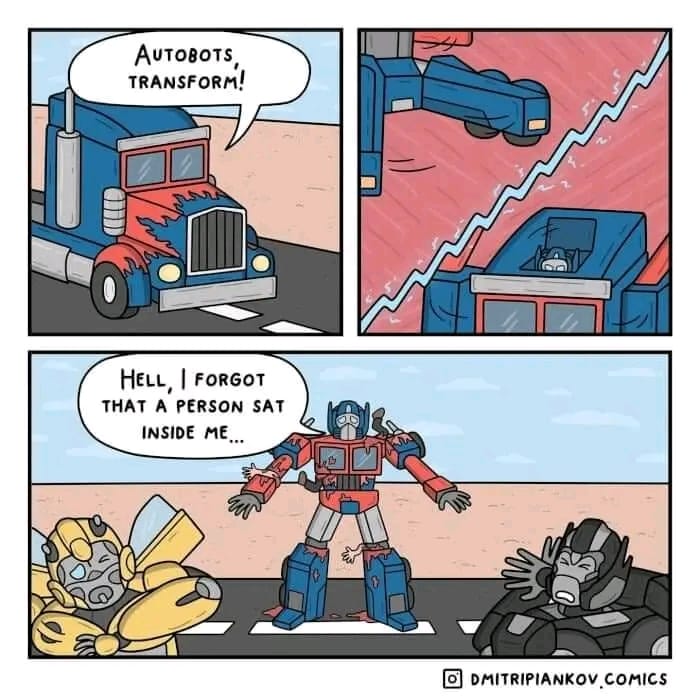 AUTOBOTS,
TRANSFORM!
HELL, I FORGOT
THAT A PERSON SAT
INSIDE ME...
DMITRIPIANKOV.COMICS